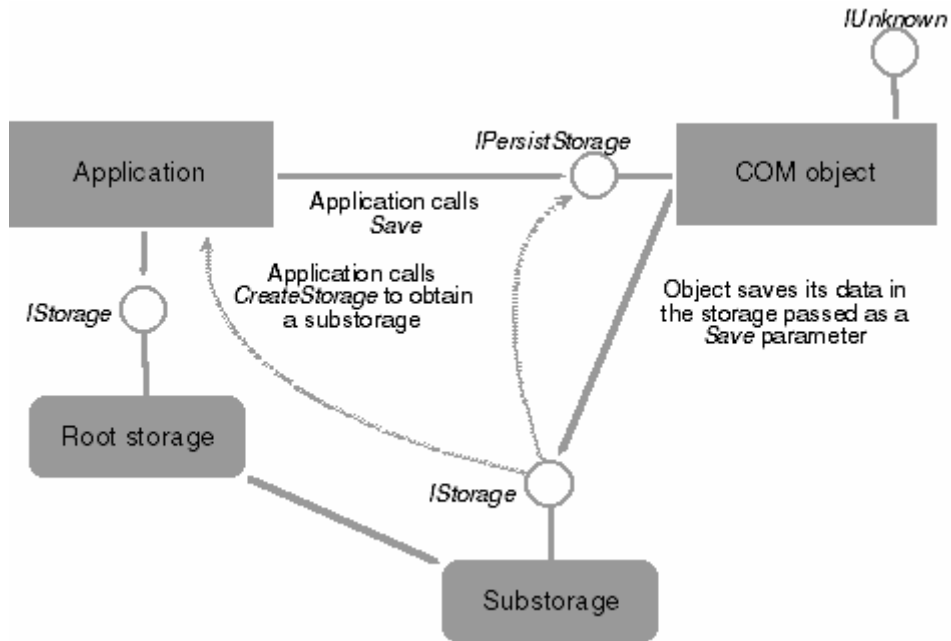 IUnknown
IPersistStorage
Application
COM object
Application calls
Save
Application calls
CreateStorage to obtain
a substorage
Object saves its data in
the storage passed as a
Save parameter
IStorage
Root storage
IStorage
Substorage